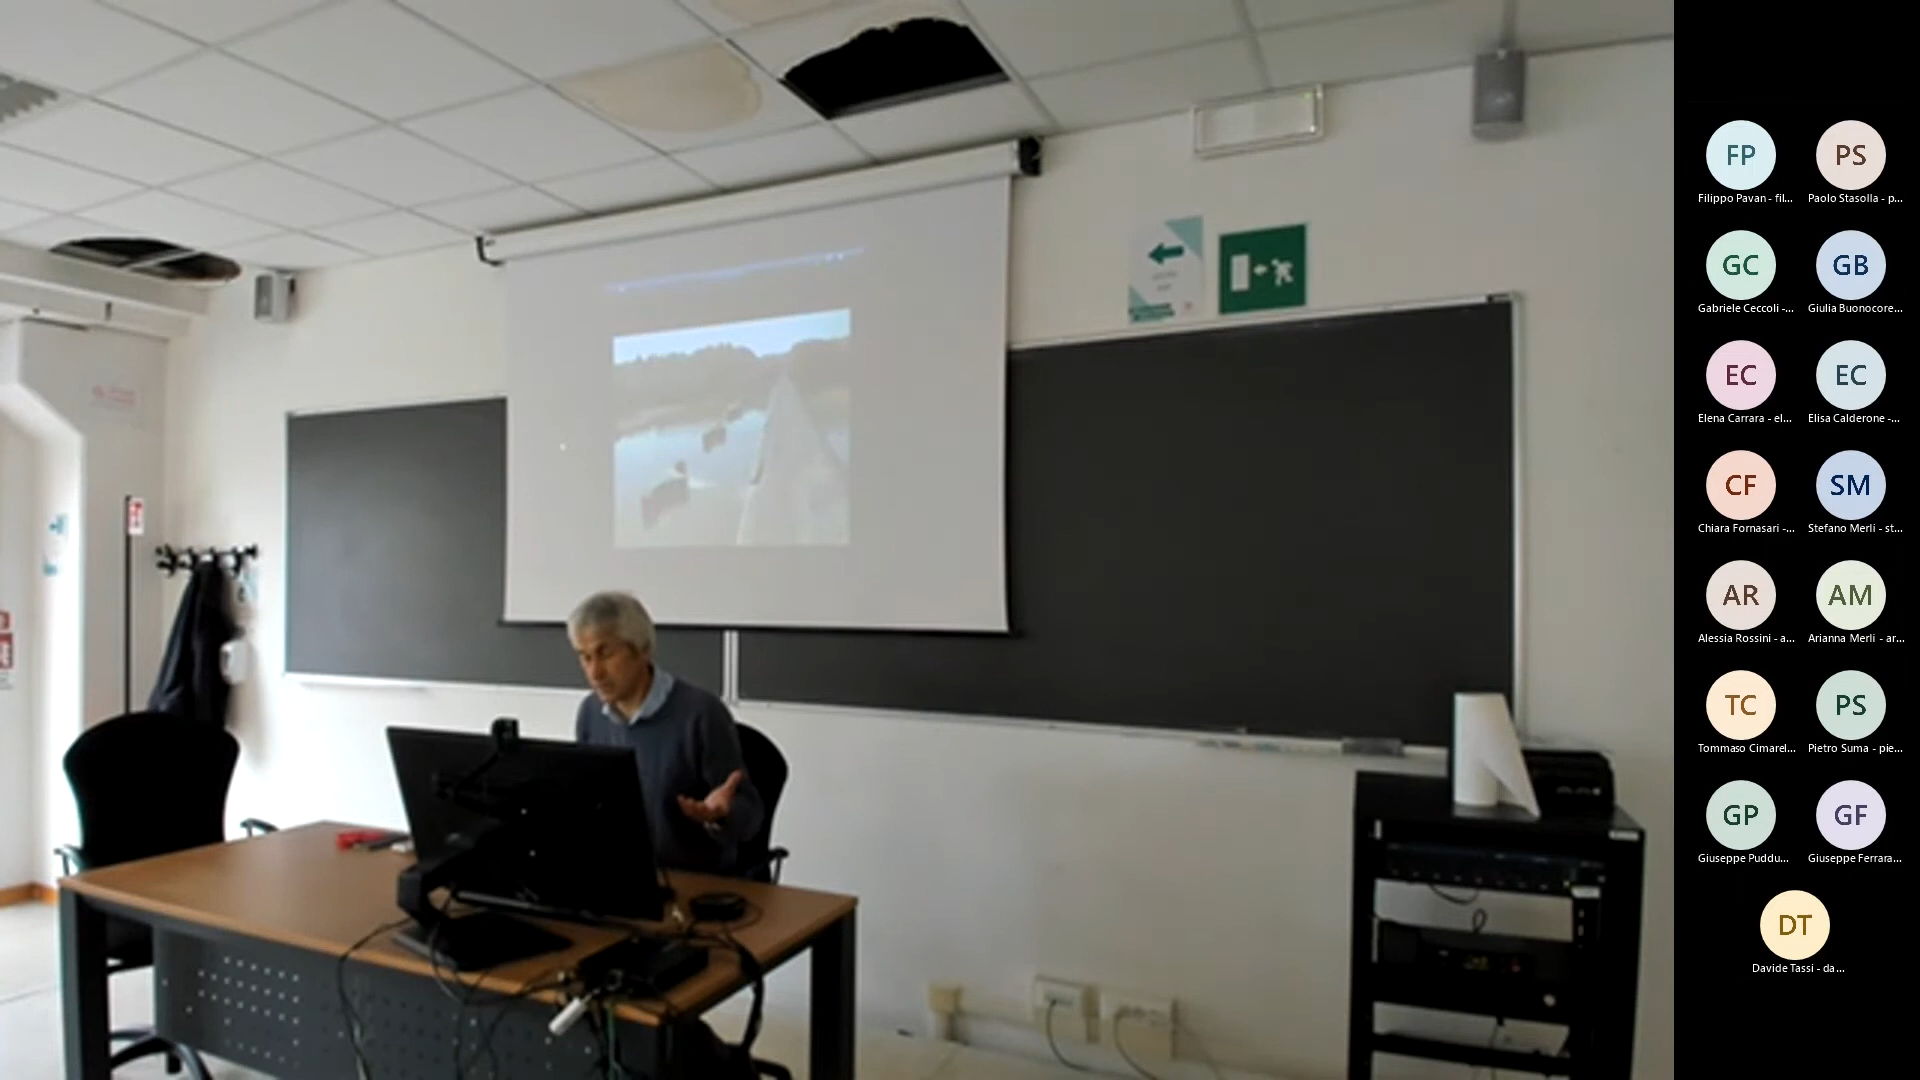 FP
PS
Filippo Pavan - fil...
Paolo Stasolla - p...
GC
GB
Gabriele Ceccoli -...
Giulia Buonocore...
EC
EC
Elena Carrara - el...
Elisa Calderone -...
CF
SM
Chiara Fornasari -...
Stefano Merli - st...
AR
AM
Alessia Rossini - a...
Arianna Merli - ar...
TC
PS
Tommaso Cimarel...
Pietro Suma - pie...
GP
GF
Giuseppe Puddu...
Giuseppe Ferrara...
DT
Davide Tassi - da...